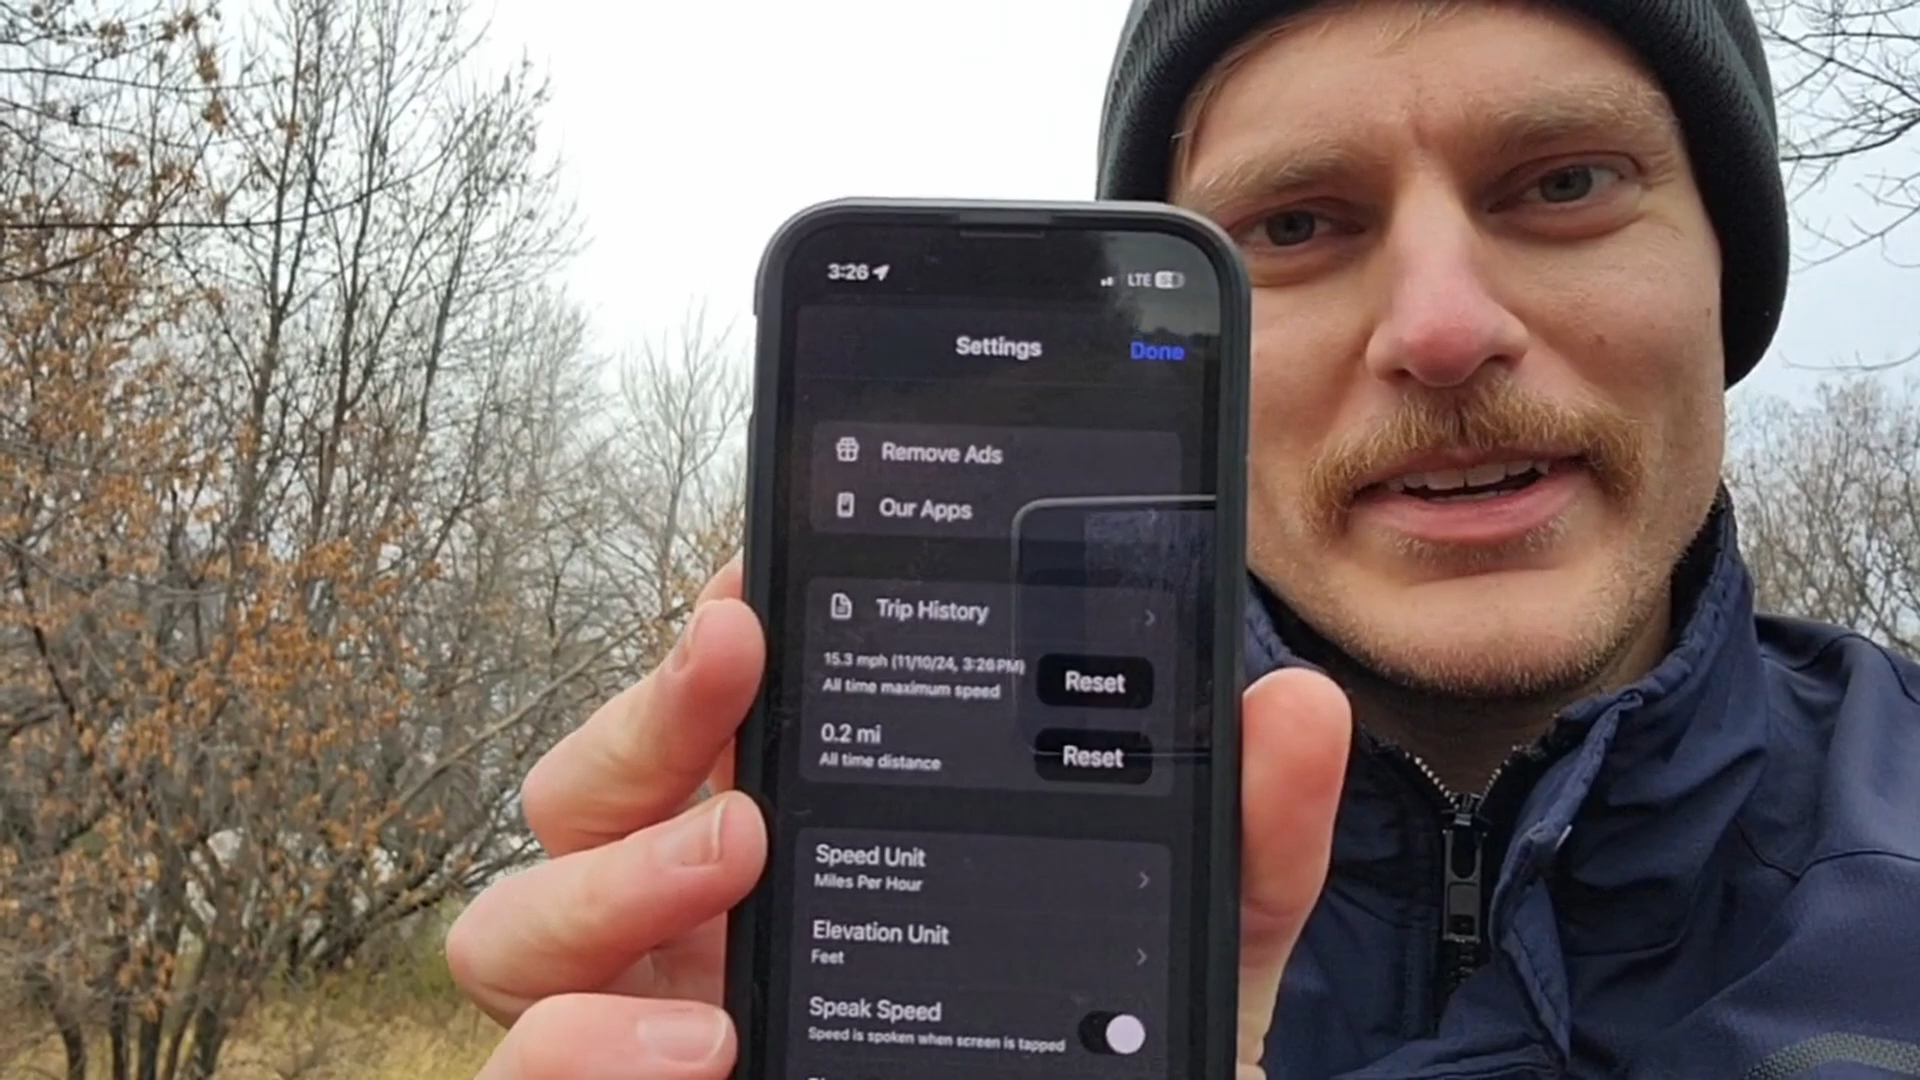 3:26
LTE
Settings
Done
Remove Ads
Our Apps
Trip History
15.3 mph (11/10/24, 3:26 PM)
All time maximum speed
Reset
0.2 mi
All time distance
Reset
Speed Unit
Miles Per Hour
Elevation Unit
Feet
Speak Speed
Speed is spoken when screen is tapped